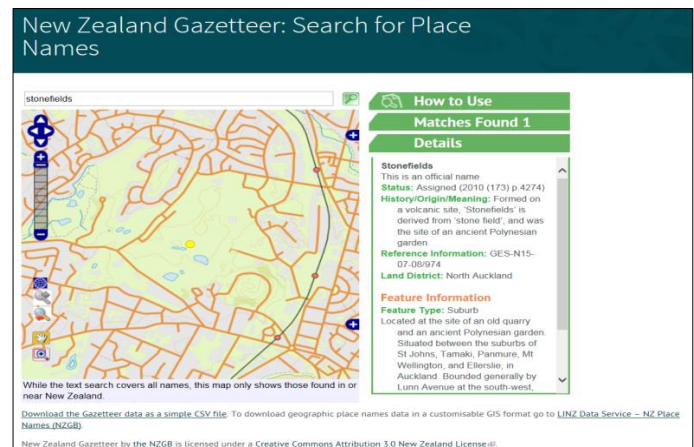 New Zealand Gazetteer: Search for Place
Names
stonefields
How to Use
Matches Found 1
Details
Stonefields
This is an official name
Status: Assigned (2010 (173) p.4274)
History/Origin/Meaning: Formed on
a volcanic site, 'Stonefields' is
derived from 'stone field', and was
the site of an ancient Polynesian
garden
Reference Information: GES-N15-
07-08/974
Land District: North Auckland
Feature Information
Feature Type: Suburb
Located at the site of an old quarry
and an ancient Polynesian garden.
Situated between the suburbs of
St Johns, Tamaki, Panmure, Mt
Wellington, and Ellerslie, in
Auckland. Bounded generally by
Lunn Avenue at the south-west,
While the text search covers all names, this map only shows those found in or
near New Zealand.
Download the Gazetteer data as a simple CSV file. To download geographic place names data in a customisable GIS format go to LINZ Data Service – NZ Place
Names (NZGB).
New Zealand Gazetteer by the NZGB is licensed under a Creative Commons Attribution 3.0 New Zealand License.